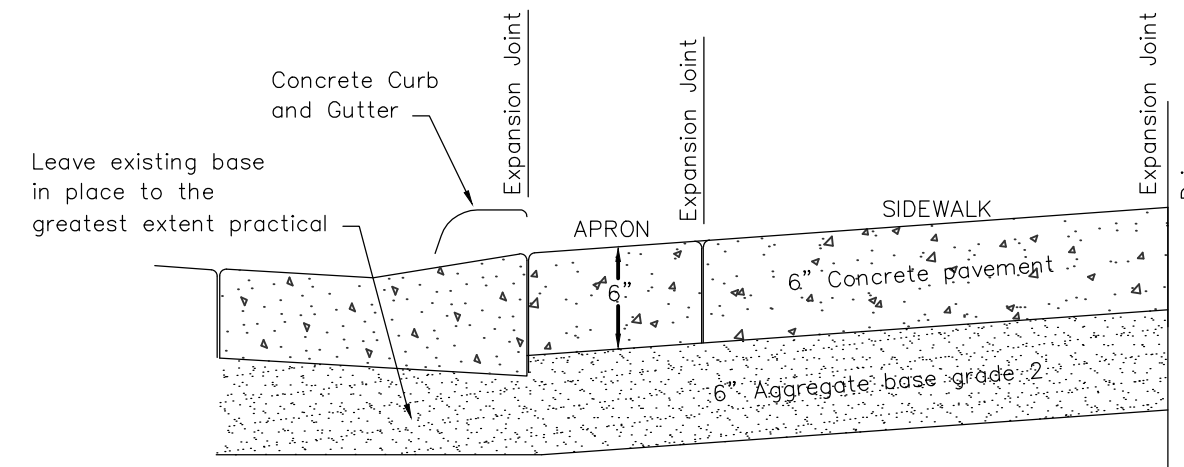 Expansion Joint
Expansion Joint
Expansion Joint
Concrete Curb
and Gutter
Leave existing base
in place to the
greatest extent practical
APRON
SIDEWALK
6"
6" Concrete pavement
6" Aggregate base grade 2